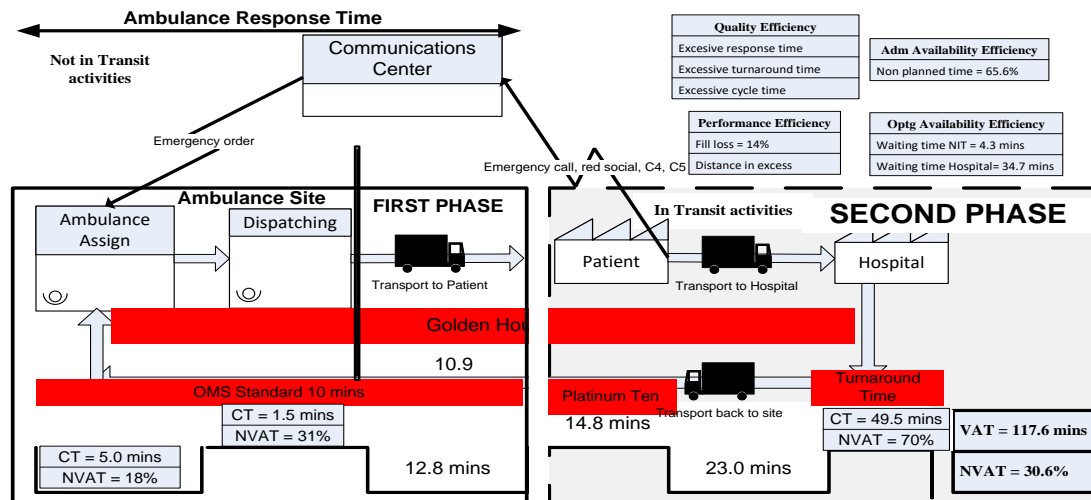 Ambulance Response Time
Not in Transit
activities
Communications
Center
Quality Efficiency
Excesive response time
Excessive turnaround time
Excessive cycle time
Adm Availability Efficiency
Non planned time = 65.6%
Performance Efficiency
Fill loss = 14%
Distance in excess
Optg Availability Efficiency
Waiting time NIT = 4.3 mins
Waiting time Hospital= 34.7 mins
Emergency order
Emergency call, red social, C4, C5
Ambulance Site
FIRST PHASE
In Transit activities
SECOND PHASE
Ambulance
Assign
Dispatching
Transport to Patient
Patient
Transport to Hospital
Hospital
Golden Hou
10.9
OMS Standard 10 mins
Platinum Ten
Transport back to site
Turnaround
Time
14.8 mins
CT = 1.5 mins
NVAT = 31%
CT = 49.5 mins
NVAT = 70%
VAT = 117.6 mins
CT = 5.0 mins
NVAT = 18%
12.8 mins
23.0 mins
NVAT = 30.6%